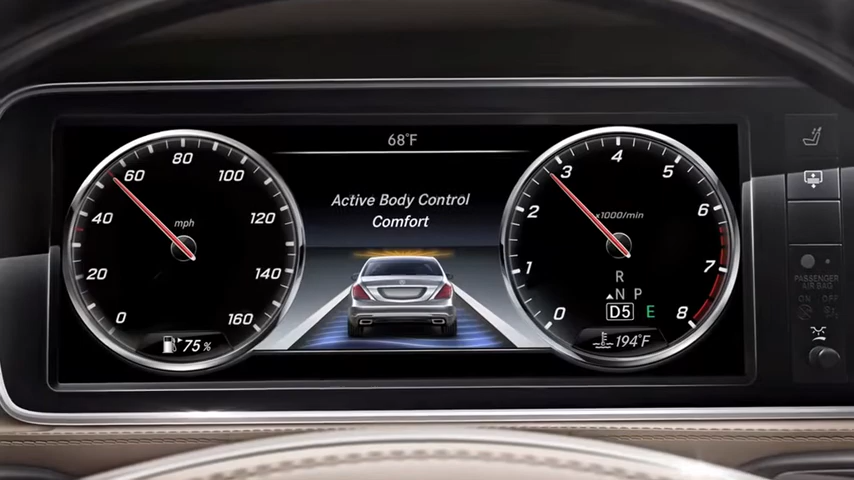 68°F
Active Body Control
Comfort
0
20
40
60
80
100
120
140
160
mph
75%
0
1
2
3
4
5
6
7
8
x1000/min
R
N P
D5 E
194°F
PASSENGER
AIR BAG
ON OFF